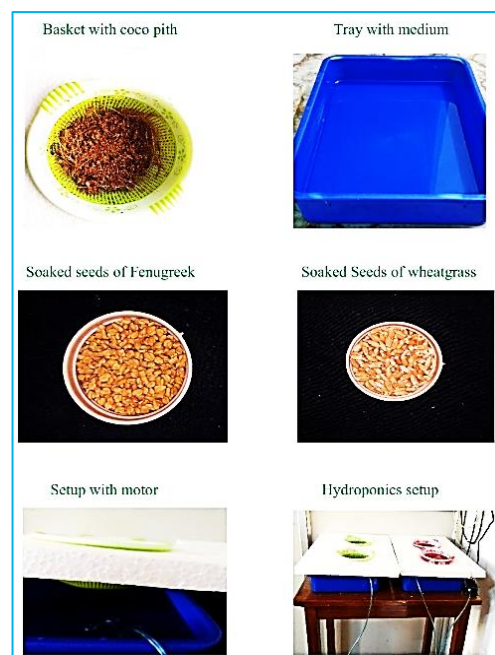 Basket with coco pith
Tray with medium
Soaked seeds of Fenugreek
Soaked Seeds of wheatgrass
Setup with motor
Hydroponics setup